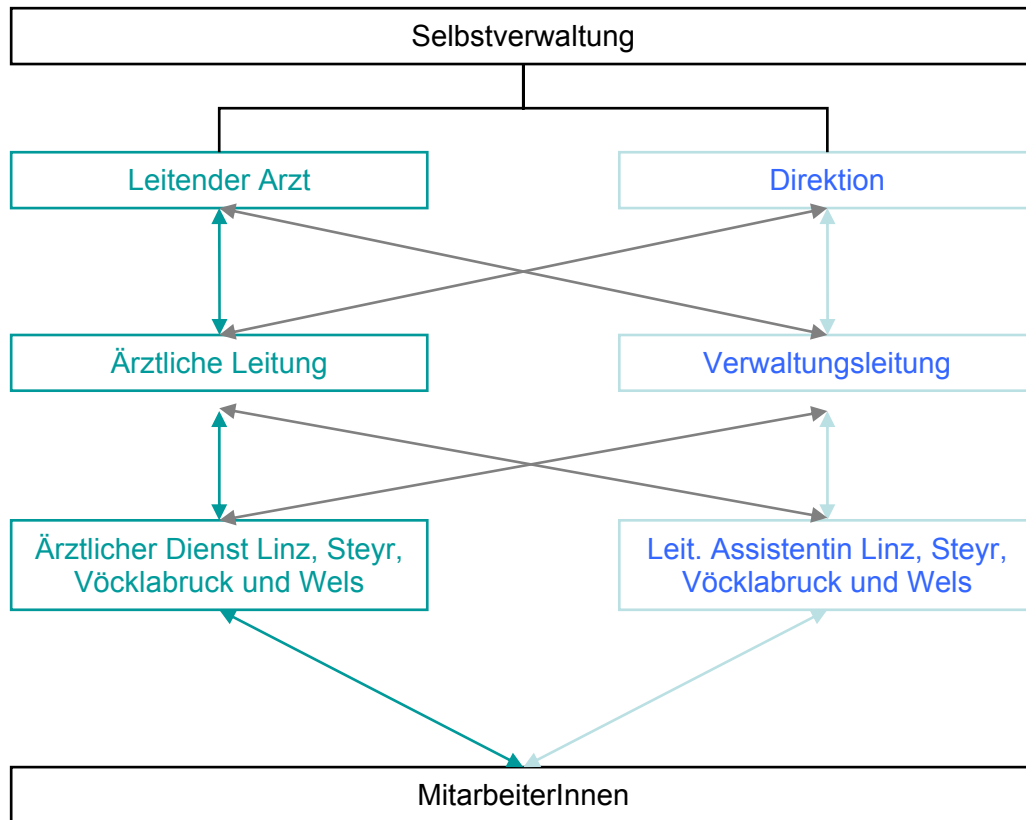 Selbstverwaltung
Leitender Arzt
Direktion
Ärztliche Leitung
Verwaltungsleitung
Ärztlicher Dienst Linz, Steyr,
Vöcklabruck und Wels
Leit. Assistentin Linz, Steyr,
Vöcklabruck und Wels
MitarbeiterInnen